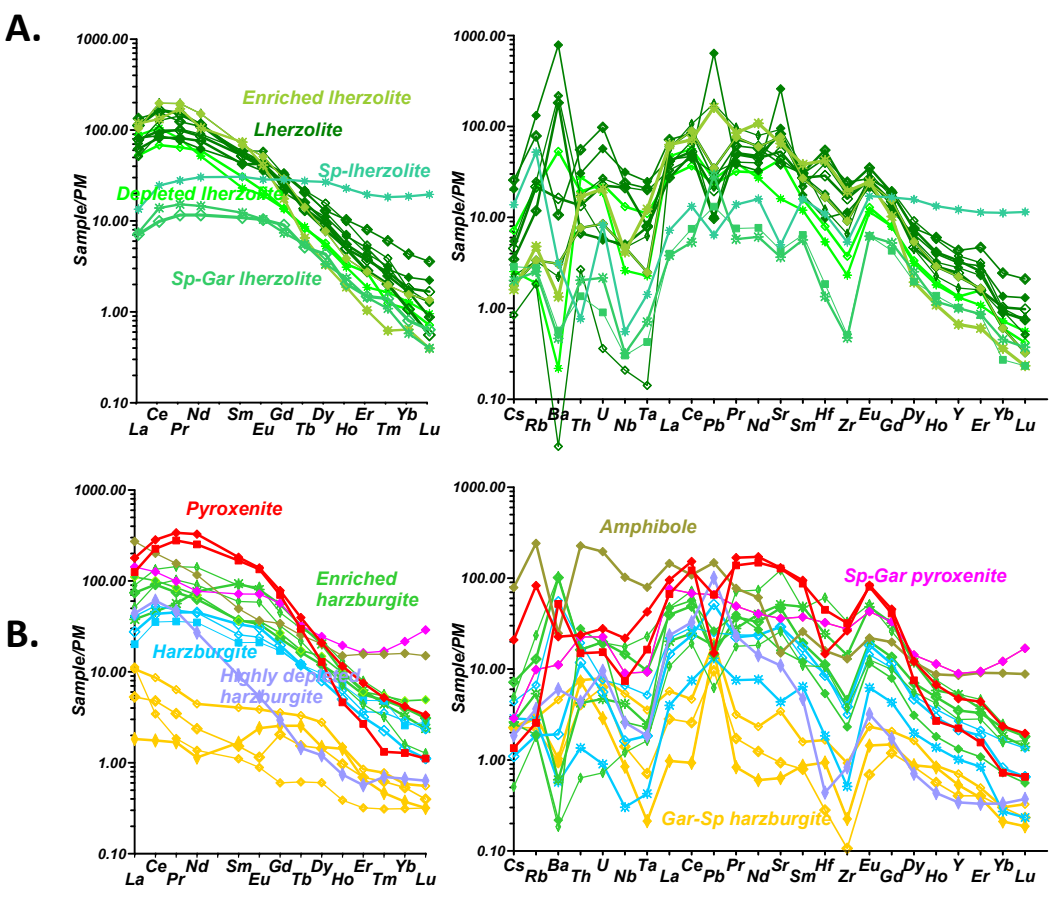 A.
1000.00
100.00
10.00
1.00
0.10
Sample/PM
Enriched lherzolite
Lherzolite
Sp-lherzolite
Depleted lherzolite
Sp-Gar lherzolite
Ce Nd Sm Gd Dy Er Yb
La Pr Eu Tb Ho Tm Lu
1000.00
100.00
10.00
1.00
0.10
Sample/PM
Cs Ba U Ta Ce Pr Sr Hf Eu Dy Y Yb
Rb Th Nb La Pb Nd Sm Zr Gd Ho Er Lu
B.
1000.00
100.00
10.00
1.00
0.10
Sample/PM
Pyroxenite
Enriched
harzburgite
Harzburgite
Highly depleted
harzburgite
Ce Nd Sm Gd Dy Er Yb
La Pr Eu Tb Ho Tm Lu
1000.00
100.00
10.00
1.00
0.10
Sample/PM
Amphibole
Sp-Gar pyroxenite
Gar-Sp harzburgite
Cs Ba U Ta Ce Pr Sr Hf Eu Dy Y Yb
Rb Th Nb La Pb Nd Sm Zr Gd Ho Er Lu